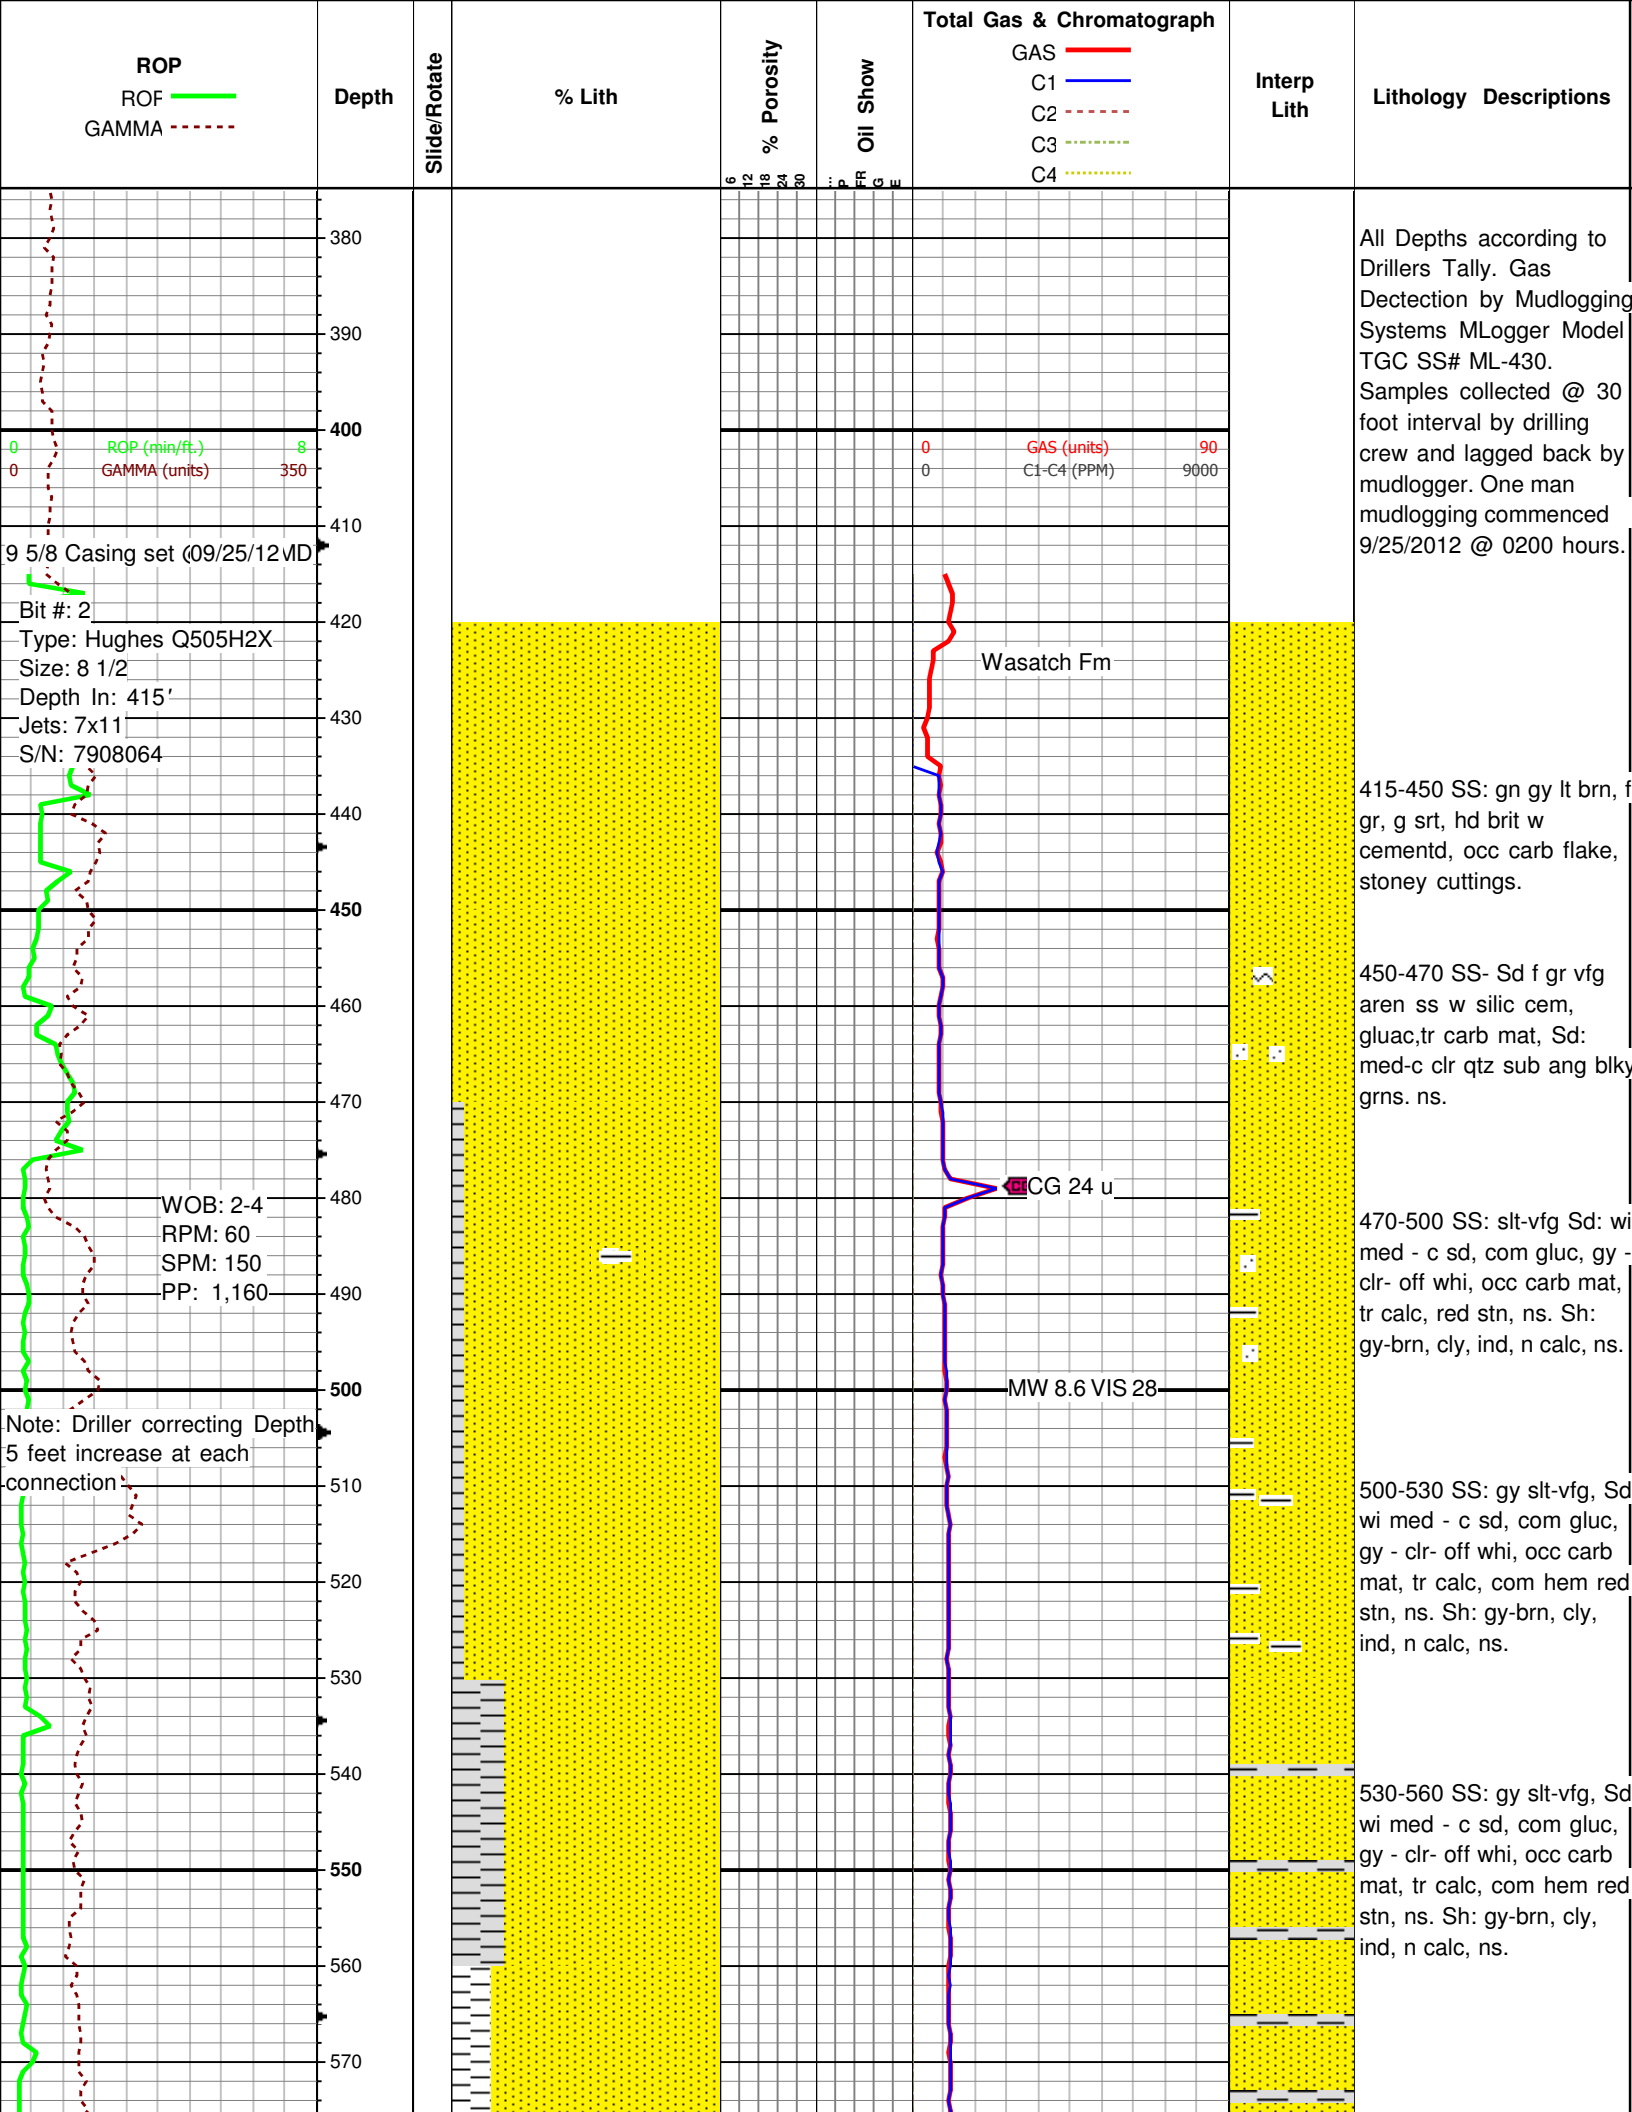 ROP
ROP
GAMMA
Depth
Slide/Rotate
% Lith
% Porosity
6 12 18 24 30
Oil Show
... P FR G E
Total Gas & Chromatograph
GAS
C1
C2
C3
C4
Interp
Lith
Lithology Descriptions
380
390
400
410
420
430
440
450
460
470
480
490
500
510
520
530
540
550
560
570
0 ROP (min/ft.) 8
0 GAMMA (units) 350
9 5/8 Casing set
09/25/12
MD
Bit #: 2
Type: Hughes Q505H2X
Size: 8 1/2
Depth In: 415'
Jets: 7x11
S/N: 7908064
WOB: 2-4
RPM: 60
SPM: 150
PP: 1,160
Note: Driller correcting Depth
5 feet increase at each
connection
0 GAS (units) 90
0 C1-C4 (PPM) 9000
Wasatch Fm
CG CG 24 u
MW 8.6 VIS 28
All Depths according to
Drillers Tally. Gas
Dectection by Mudlogging
Systems MLogger Model
TGC SS# ML-430.
Samples collected @ 30
foot interval by drilling
crew and lagged back by
mudlogger. One man
mudlogging commenced
9/25/2012 @ 0200 hours.
415-450 SS: gn gy lt brn, f
gr, g srt, hd brit w
cementd, occ carb flake,
stoney cuttings.
450-470 SS- Sd f gr vfg
aren ss w silic cem,
gluac,tr carb mat, Sd:
med-c clr qtz sub ang blky
grns. ns.
470-500 SS: slt-vfg Sd: wi
med - c sd, com gluc, gy -
clr- off whi, occ carb mat,
tr calc, red stn, ns. Sh:
gy-brn, cly, ind, n calc, ns.
500-530 SS: gy slt-vfg, Sd
wi med - c sd, com gluc,
gy - clr- off whi, occ carb
mat, tr calc, com hem red
stn, ns. Sh: gy-brn, cly,
ind, n calc, ns.
530-560 SS: gy slt-vfg, Sd
wi med - c sd, com gluc,
gy - clr- off whi, occ carb
mat, tr calc, com hem red
stn, ns. Sh: gy-brn, cly,
ind, n calc, ns.